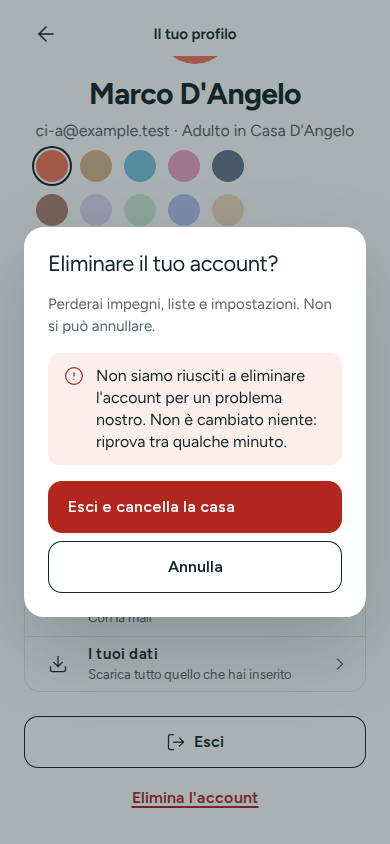 Il tuo profilo
Marco D'Angelo
ci-a@example.test · Adulto in Casa D'Angelo
Eliminare il tuo account?
Perderai impegni, liste e impostazioni. Non
si può annullare.
Non siamo riusciti a eliminare
l'account per un problema
nostro. Non è cambiato niente:
riprova tra qualche minuto.
Esci e cancella la casa
Annulla
Con la mail
I tuoi dati
Scarica tutto quello che hai inserito
Esci
Elimina l'account